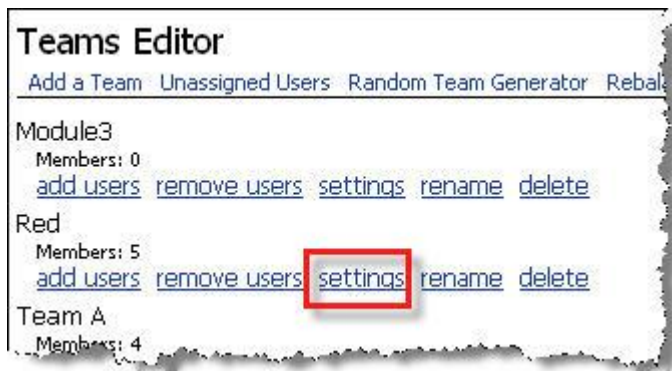 Teams Editor
Add a Team Unassigned Users Random Team Generator
Module3
Members: 0
add users remove users settings rename delete
Red
Members: 5
add users remove users settings rename delete
Team A
Members: 4